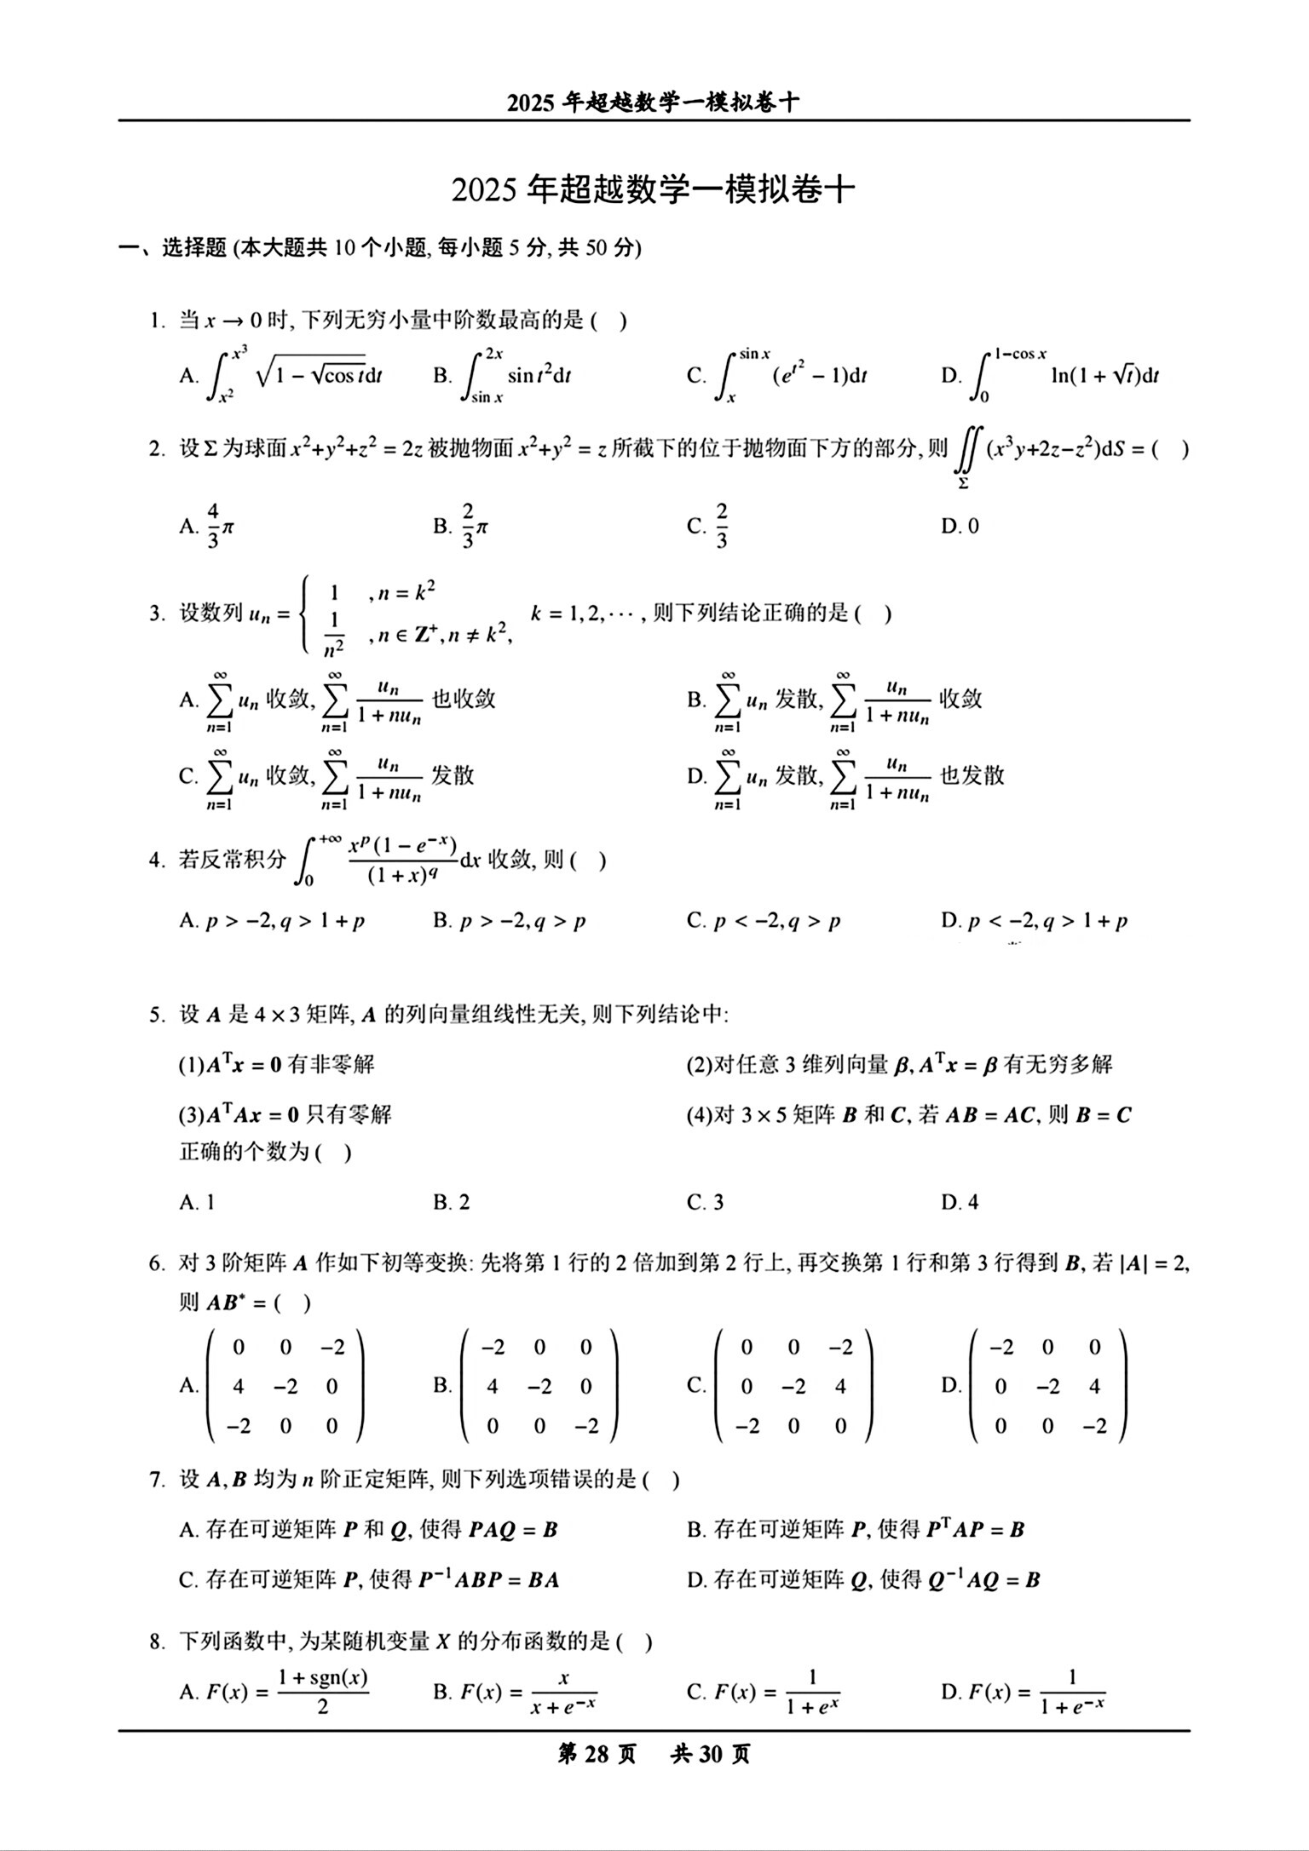 2025 年超越数学一模拟卷十
2025 年超越数学一模拟卷十
一、选择题 (本大题共 10 个小题, 每小题 5 分, 共 50 分)
1. 当 x → 0 时, 下列无穷小量中阶数最高的是 ( )
A. ∫_{x^2}^{x^3} √(1 − √(cos t)) dt B. ∫_{sin x}^{2x} sin t^2 dt C. ∫_x^{sin x} (e^{t^2} − 1)dt D. ∫_0^{1−cos x} ln(1 + √t)dt
2. 设 Σ 为球面 x^2+y^2+z^2 = 2z 被抛物面 x^2+y^2 = z 所截下的位于抛物面下方的部分, 则 ∬_Σ (x^3y+2z−z^2)dS = ( )
A. 4/3 π B. 2/3 π C. 2/3 D. 0
3. 设数列 u_n = { 1 , n = k^2 ; 1/n^2 , n ∈ Z^+, n ≠ k^2, k = 1, 2, ⋯ , 则下列结论正确的是 ( )
A. ∑_{n=1}^∞ u_n 收敛, ∑_{n=1}^∞ u_n/(1 + nu_n) 也收敛 B. ∑_{n=1}^∞ u_n 发散, ∑_{n=1}^∞ u_n/(1 + nu_n) 收敛
C. ∑_{n=1}^∞ u_n 收敛, ∑_{n=1}^∞ u_n/(1 + nu_n) 发散 D. ∑_{n=1}^∞ u_n 发散, ∑_{n=1}^∞ u_n/(1 + nu_n) 也发散
4. 若反常积分 ∫_0^{+∞} x^p(1 − e^{−x})/(1 + x)^q dx 收敛, 则 ( )
A. p > −2, q > 1 + p B. p > −2, q > p C. p < −2, q > p D. p < −2, q > 1 + p
5. 设 A 是 4 × 3 矩阵, A 的列向量组线性无关, 则下列结论中:
(1)A^T x = 0 有非零解 (2)对任意 3 维列向量 β, A^T x = β 有无穷多解
(3)A^T Ax = 0 只有零解 (4)对 3 × 5 矩阵 B 和 C, 若 AB = AC, 则 B = C
正确的个数为 ( )
A. 1 B. 2 C. 3 D. 4
6. 对 3 阶矩阵 A 作如下初等变换: 先将第 1 行的 2 倍加到第 2 行上, 再交换第 1 行和第 3 行得到 B, 若 |A| = 2,
则 AB* = ( )
A. (0 0 −2; 4 −2 0; −2 0 0) B. (−2 0 0; 4 −2 0; 0 0 −2) C. (0 0 −2; 0 −2 4; −2 0 0) D. (−2 0 0; 0 −2 4; 0 0 −2)
7. 设 A, B 均为 n 阶正定矩阵, 则下列选项错误的是 ( )
A. 存在可逆矩阵 P 和 Q, 使得 PAQ = B B. 存在可逆矩阵 P, 使得 P^T AP = B
C. 存在可逆矩阵 P, 使得 P^{−1}ABP = BA D. 存在可逆矩阵 Q, 使得 Q^{−1}AQ = B
8. 下列函数中, 为某随机变量 X 的分布函数的是 ( )
A. F(x) = (1 + sgn(x))/2 B. F(x) = x/(x + e^{−x}) C. F(x) = 1/(1 + e^x) D. F(x) = 1/(1 + e^{−x})
第 28 页 共 30 页